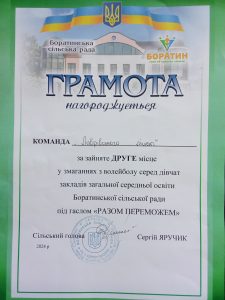 Боратинська
сільська рада
БОРАТИН
ГРАМОТА
нагороджується
КОМАНДА
за зайняте ДРУГЕ місце
у змаганнях з волейболу серед дівчат
закладів загальної середньої освіти
Боратинської сільської ради
під гаслом «РАЗОМ ПЕРЕМОЖЕМ»
Сільський голова Сергій ЯРУЧИК
2024 р